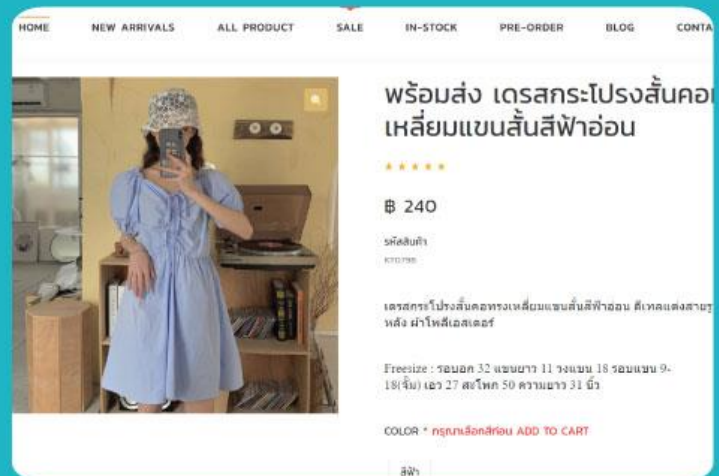 HOME NEW ARRIVALS ALL PRODUCT SALE IN-STOCK PRE-ORDER BLOG CONTA
พร้อมส่ง เดรสกระโปรงสั้นคอ
เหลี่ยมแขนสั้นสีฟ้าอ่อน
฿ 240
รหัสสินค้า
KT0798
เดรสกระโปรงสั้นคอทรงเหลี่ยมแขนสั้นสีฟ้าอ่อน ดีเทลแต่งสายรู
หลัง ผ้าโพลีเอสเตอร์
Freesize : รอบอก 32 แขนยาว 11 วงแขน 18 รอบแขน 9-
18(จั้ม) เอว 27 สะโพก 50 ความยาว 31 นิ้ว
COLOR * กรุณาเลือกสีก่อน ADD TO CART
สีฟ้า